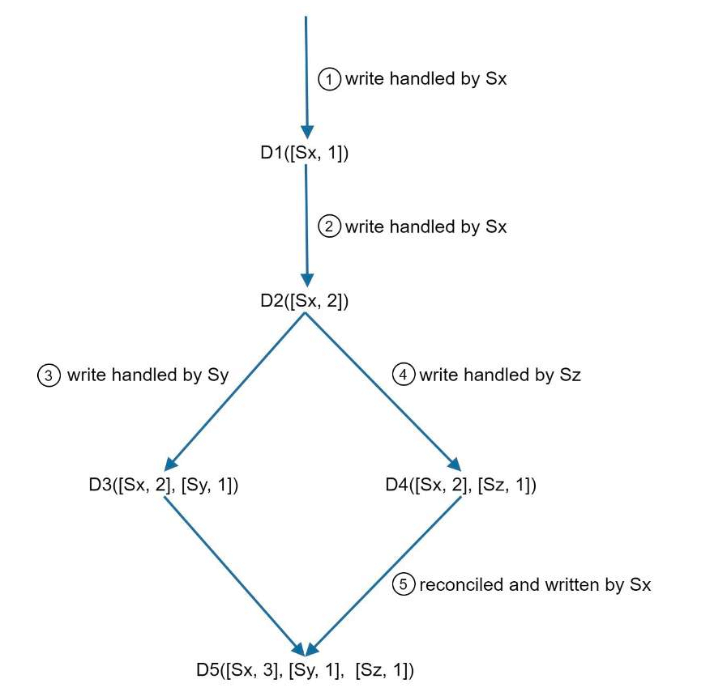 ① write handled by Sx
D1([Sx, 1])
② write handled by Sx
D2([Sx, 2])
③ write handled by Sy
④ write handled by Sz
D3([Sx, 2], [Sy, 1])
D4([Sx, 2], [Sz, 1])
⑤ reconciled and written by Sx
D5([Sx, 3], [Sy, 1], [Sz, 1])